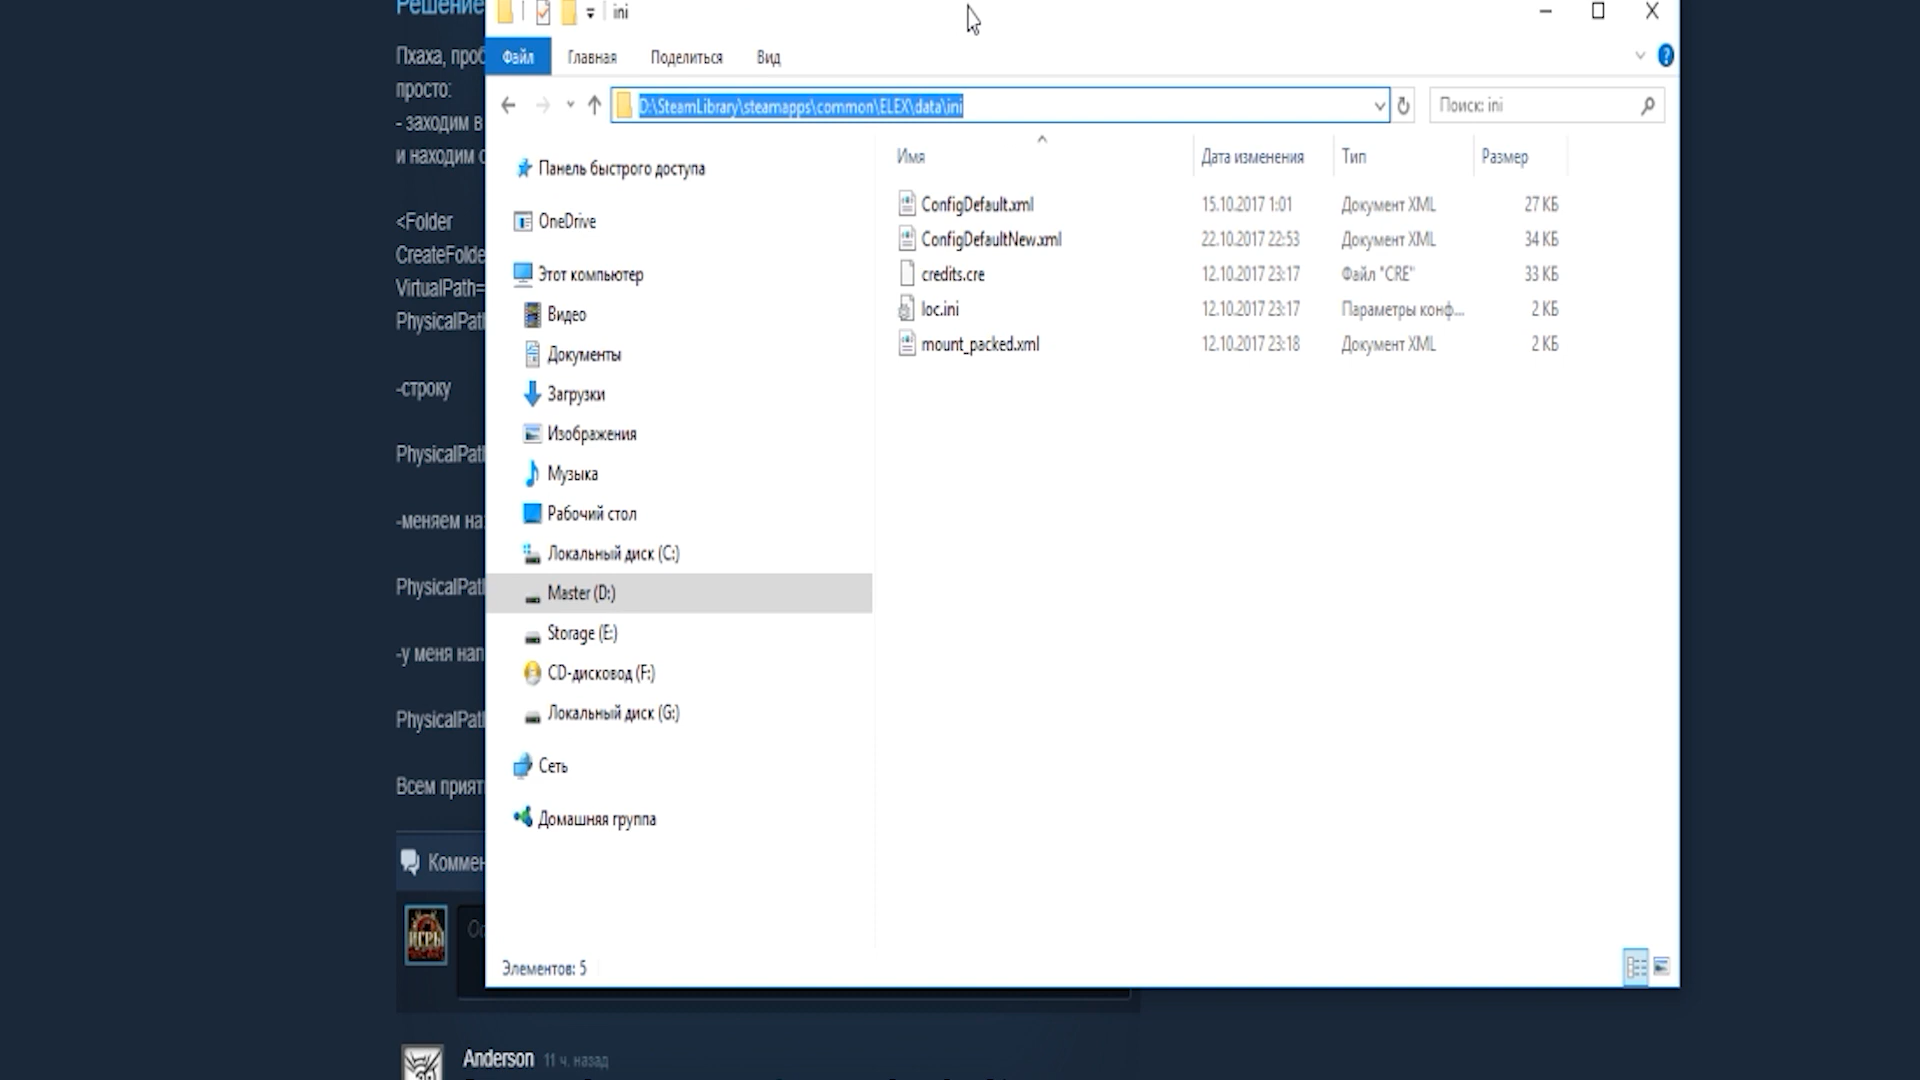 Решение
Пхаха, проб
просто:
- заходим в
и находим с
<Folder
CreateFolde
VirtualPath=
PhysicalPath
-строку
PhysicalPath
-меняем на
PhysicalPath
-у меня нап
PhysicalPath
Всем прият
Коммен
Anderson 11 ч. назад
ini
Файл Главная Поделиться Вид
D:\SteamLibrary\steamapps\common\ELEX\data\ini
Поиск: ini
Панель быстрого доступа
OneDrive
Этот компьютер
Видео
Документы
Загрузки
Изображения
Музыка
Рабочий стол
Локальный диск (C:)
Master (D:)
Storage (E:)
CD-дисковод (F:)
Локальный диск (G:)
Сеть
Домашняя группа
Имя Дата изменения Тип Размер
ConfigDefault.xml 15.10.2017 1:01 Документ XML 27 КБ
ConfigDefaultNew.xml 22.10.2017 22:53 Документ XML 34 КБ
credits.cre 12.10.2017 23:17 Файл "CRE" 33 КБ
loc.ini 12.10.2017 23:17 Параметры конф... 2 КБ
mount_packed.xml 12.10.2017 23:18 Документ XML 2 КБ
Элементов: 5
ИГРЫ